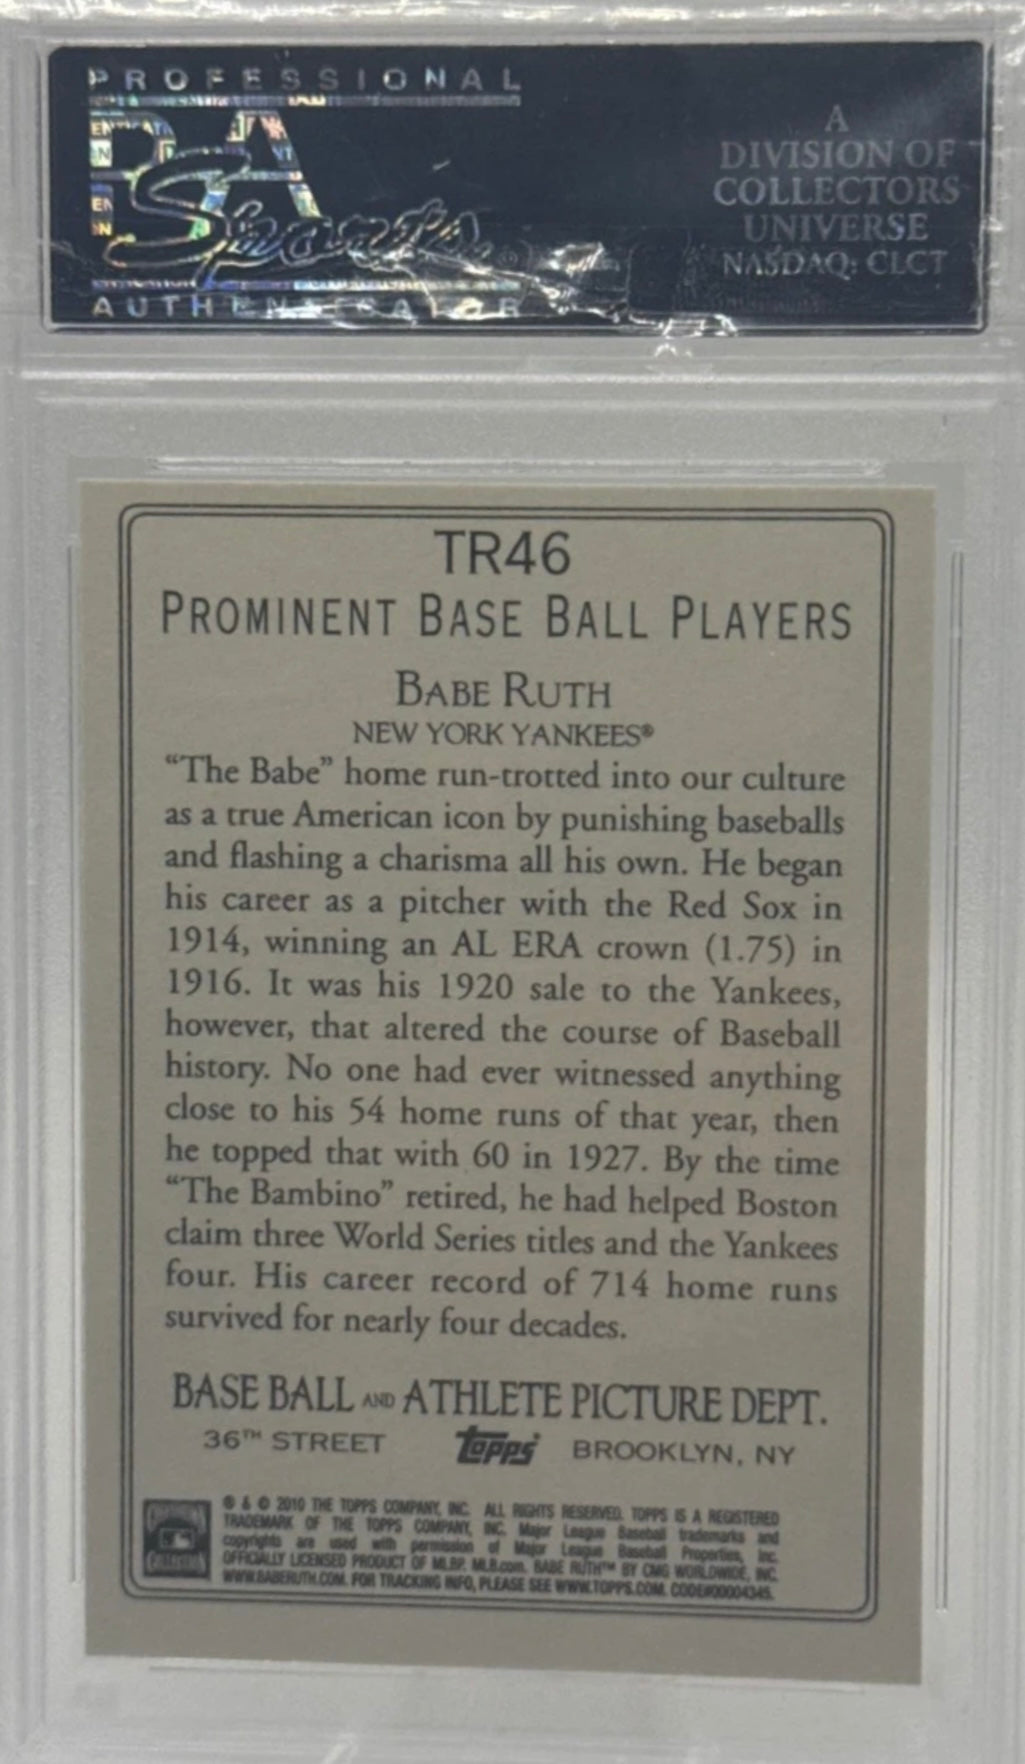 PROFESSIONAL
PSA
Sports
AUTHENTICATOR
A
DIVISION OF
COLLECTORS
UNIVERSE
NASDAQ: CLCT
TR46
PROMINENT BASE BALL PLAYERS
BABE RUTH
NEW YORK YANKEES®
“The Babe” home run-trotted into our culture
as a true American icon by punishing baseballs
and flashing a charisma all his own. He began
his career as a pitcher with the Red Sox in
1914, winning an AL ERA crown (1.75) in
1916. It was his 1920 sale to the Yankees,
however, that altered the course of Baseball
history. No one had ever witnessed anything
close to his 54 home runs of that year, then
he topped that with 60 in 1927. By the time
“The Bambino” retired, he had helped Boston
claim three World Series titles and the Yankees
four. His career record of 714 home runs
survived for nearly four decades.
BASE BALL AND ATHLETE PICTURE DEPT.
36TH STREET topps BROOKLYN, NY
® & © 2010 THE TOPPS COMPANY, INC. ALL RIGHTS RESERVED. TOPPS IS A REGISTERED
TRADEMARK OF THE TOPPS COMPANY, INC. Major League Baseball trademarks and
copyrights are used with permission of Major League Baseball Properties, Inc.
OFFICIALLY LICENSED PRODUCT OF MLBP. MLB.com. BABE RUTH™ BY CMG WORLDWIDE, INC.
WWW.BABERUTH.COM. FOR TRACKING INFO, PLEASE SEE WWW.TOPPS.COM. CODE#00004345.
COLLECTION